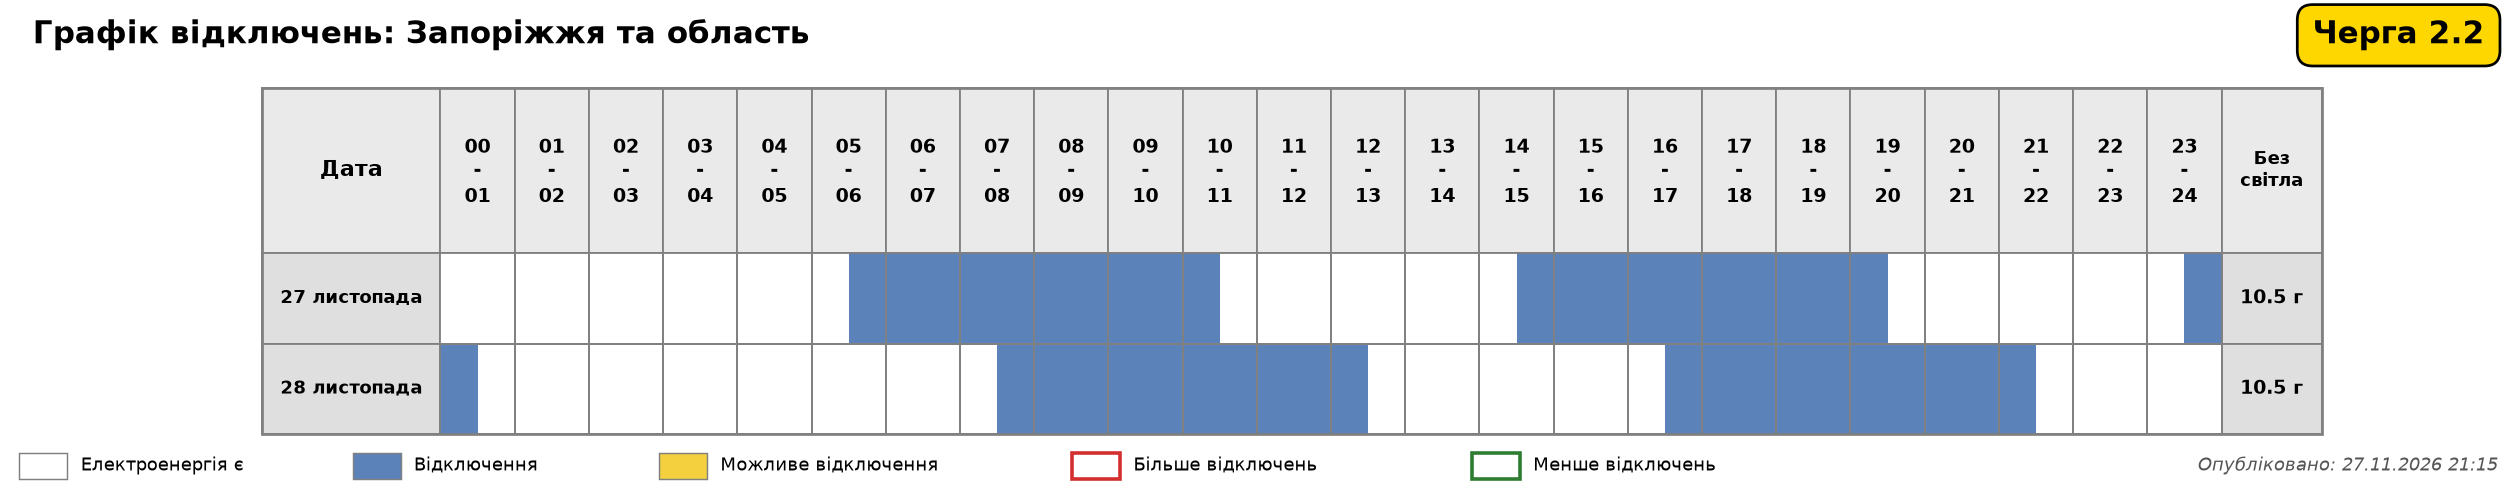 Графік відключень: Запоріжжя та область
Черга 2.2
Дата
00 - 01
01 - 02
02 - 03
03 - 04
04 - 05
05 - 06
06 - 07
07 - 08
08 - 09
09 - 10
10 - 11
11 - 12
12 - 13
13 - 14
14 - 15
15 - 16
16 - 17
17 - 18
18 - 19
19 - 20
20 - 21
21 - 22
22 - 23
23 - 24
Без
світла
27 листопада
10.5 г
28 листопада
10.5 г
Електроенергія є
Відключення
Можливе відключення
Більше відключень
Менше відключень
Опубліковано: 27.11.2026 21:15